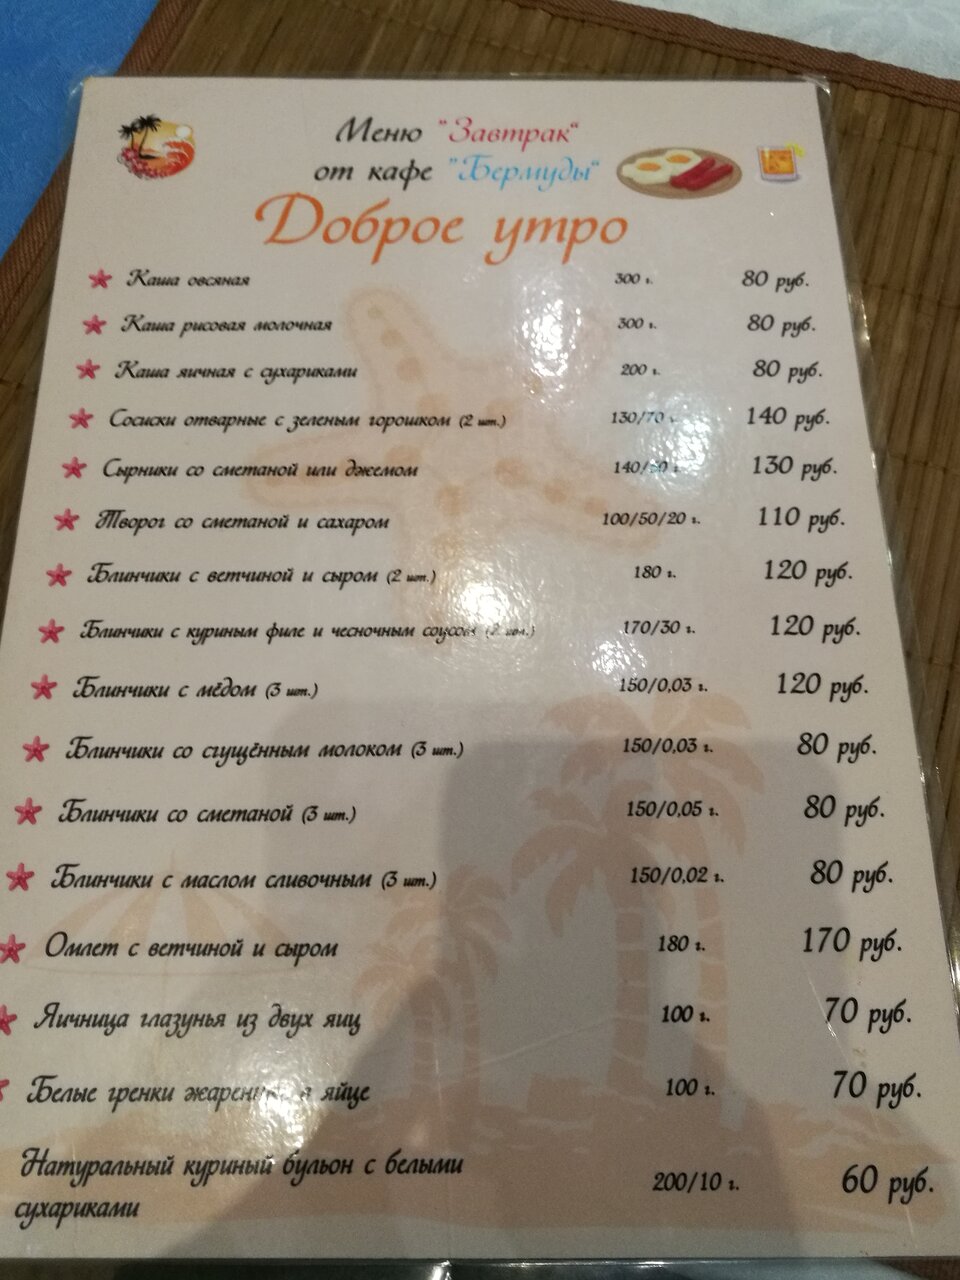 Меню "Завтрак"
от кафе "Бермуды"
Доброе утро
Каша овсяная 300 г. 80 руб.
Каша рисовая молочная 300 г. 80 руб.
Каша яичная с сухариками 200 г. 80 руб.
Сосиски отварные с зеленым горошком (2 шт.) 130/70 г. 140 руб.
Сырники со сметаной или джемом 130 руб.
Творог со сметаной и сахаром 100/50/20 г. 110 руб.
Блинчики с ветчиной и сыром (2 шт.) 180 г. 120 руб.
Блинчики с куриным филе и чесночным соусом (2 шт.) 170/30 г. 120 руб.
Блинчики с мёдом (3 шт.) 150/0,03 г. 120 руб.
Блинчики со сгущённым молоком (3 шт.) 150/0,03 г. 80 руб.
Блинчики со сметаной (3 шт.) 150/0,05 г. 80 руб.
Блинчики с маслом сливочным (3 шт.) 150/0,02 г. 80 руб.
Омлет с ветчиной и сыром 180 г. 170 руб.
Яичница глазунья из двух яиц 100 г. 70 руб.
Белые гренки яйце 100 г. 70 руб.
Натуральный куриный бульон с белыми 200/10 г. 60 руб.
сухариками